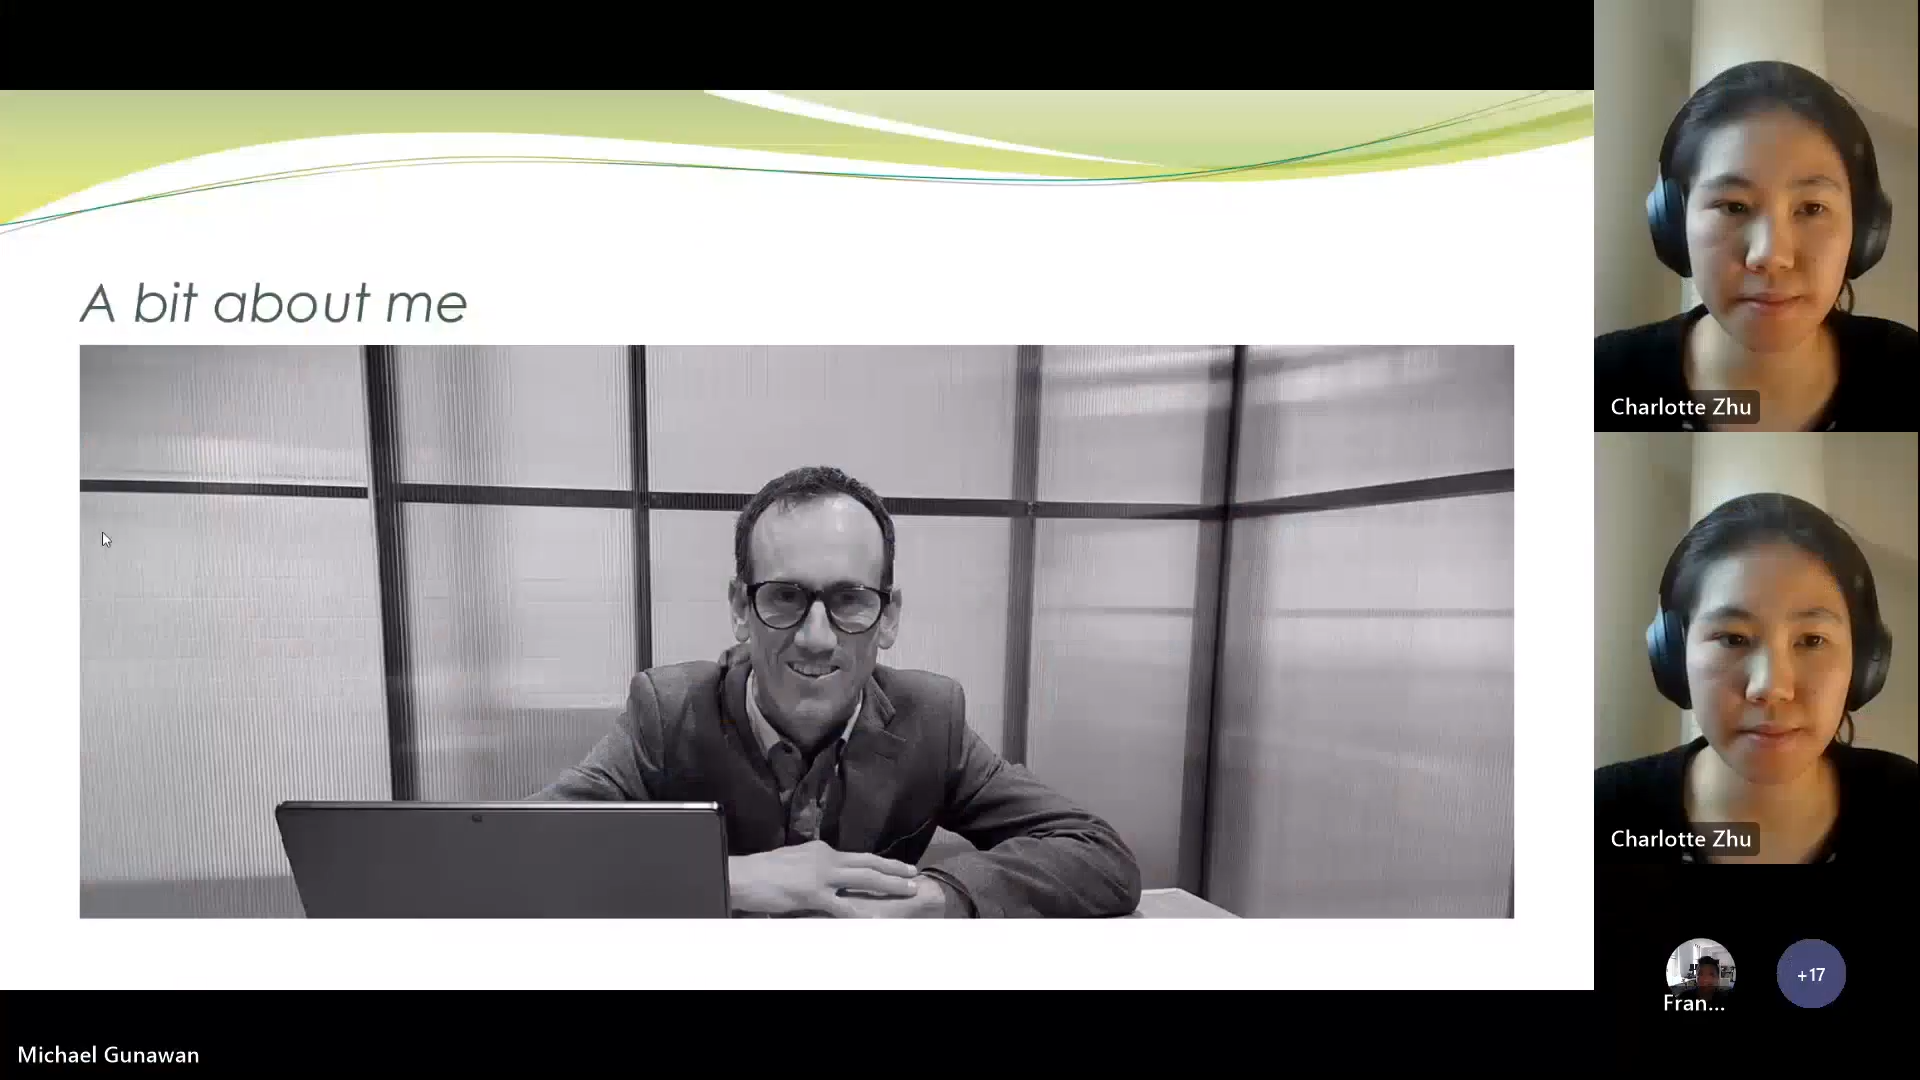 A bit about me
Charlotte Zhu
Charlotte Zhu
Fran...
+17
Michael Gunawan